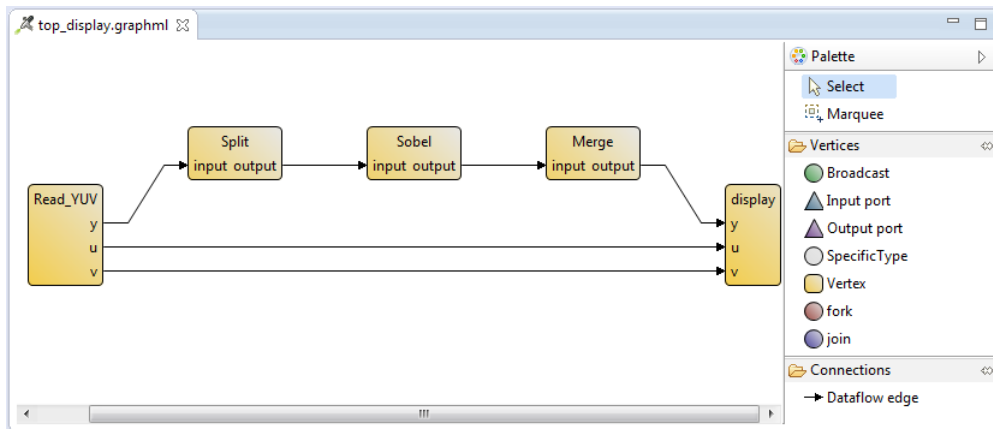 top_display.graphml
Palette
Select
Marquee
Vertices
Broadcast
Input port
Output port
SpecificType
Vertex
fork
join
Connections
Dataflow edge
Split
input output
Sobel
input output
Merge
input output
Read_YUV
y
u
v
display
y
u
v